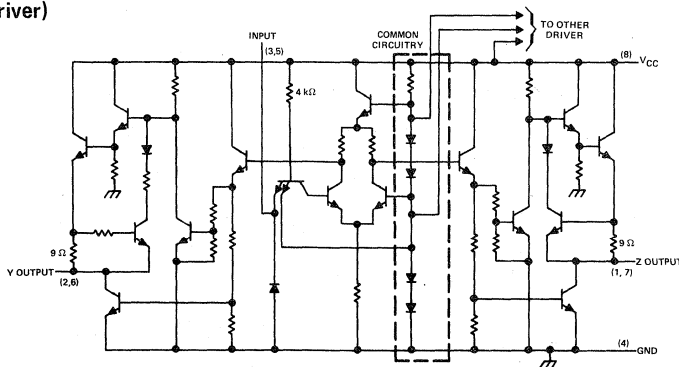 river)
INPUT
(3,5)
COMMON
CIRCUITRY
TO OTHER
DRIVER
(8)
VCC
4 kΩ
9 Ω
Y OUTPUT
(2,6)
9 Ω
Z OUTPUT
(1, 7)
(4)
GND